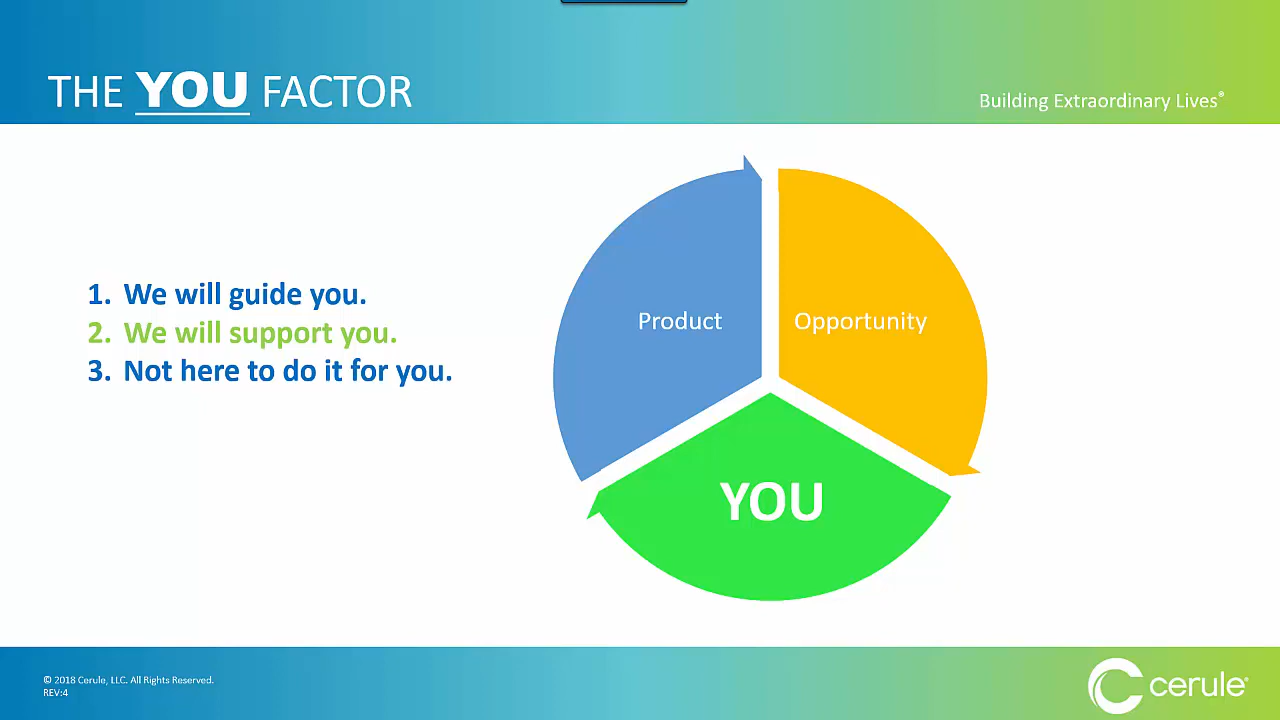 THE YOU FACTOR
Building Extraordinary Lives®
1. We will guide you.
2. We will support you.
3. Not here to do it for you.
Product
Opportunity
YOU
© 2018 Cerule, LLC. All Rights Reserved.
REV:4
cerule®